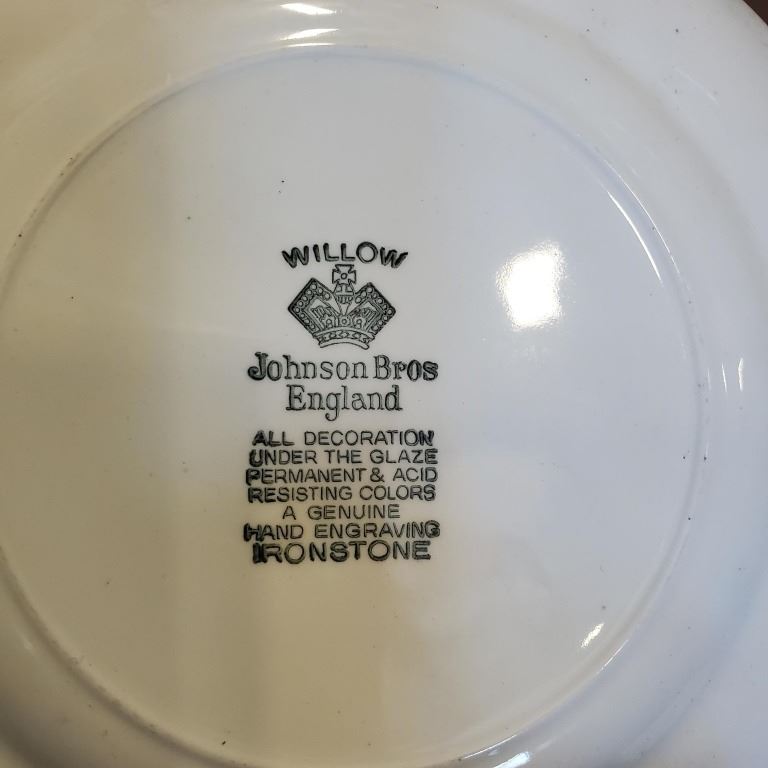 WILLOW
Johnson Bros
England
ALL DECORATION
UNDER THE GLAZE
PERMANENT & ACID
RESISTING COLORS
A GENUINE
HAND ENGRAVING
IRONSTONE